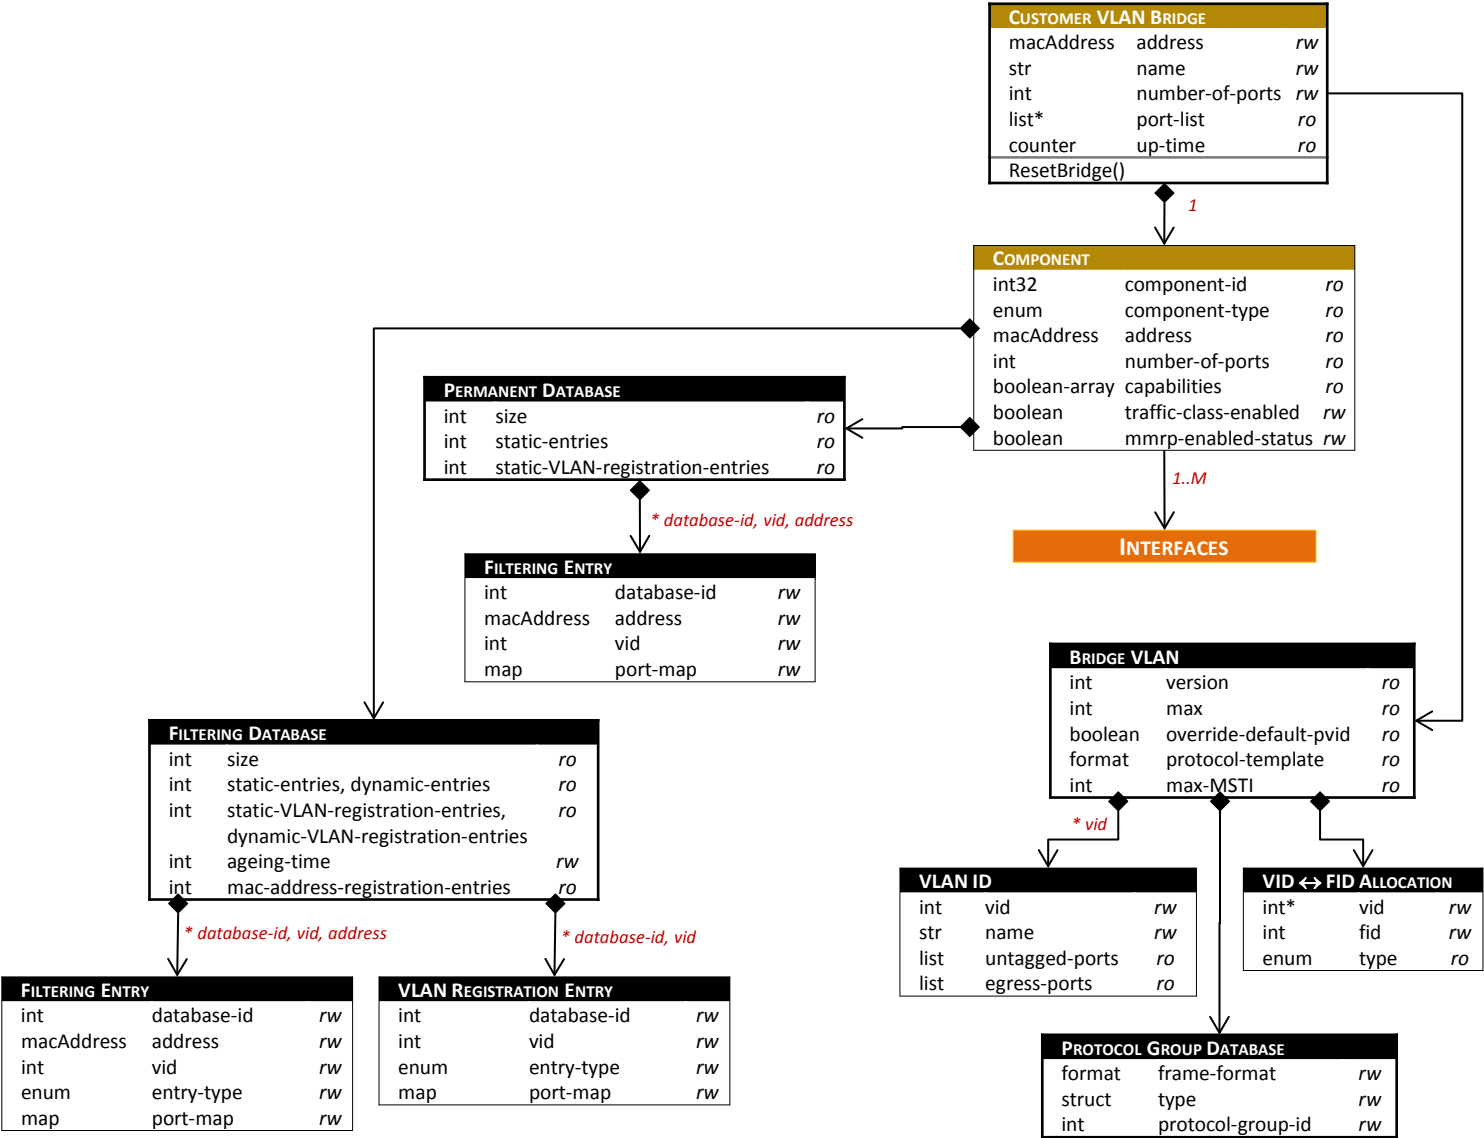 CUSTOMER VLAN BRIDGE
macAddress address rw
str name rw
int number-of-ports rw
list* port-list ro
counter up-time ro
ResetBridge()
1
COMPONENT
int32 component-id ro
enum component-type ro
macAddress address ro
int number-of-ports ro
boolean-array capabilities ro
boolean traffic-class-enabled rw
boolean mmrp-enabled-status rw
1..M
INTERFACES
PERMANENT DATABASE
int size ro
int static-entries ro
int static-VLAN-registration-entries ro
* database-id, vid, address
FILTERING ENTRY
int database-id rw
macAddress address rw
int vid rw
map port-map rw
BRIDGE VLAN
int version ro
int max ro
boolean override-default-pvid ro
format protocol-template ro
int max-MSTI ro
* vid
FILTERING DATABASE
int size ro
int static-entries, dynamic-entries ro
int static-VLAN-registration-entries, ro
dynamic-VLAN-registration-entries
int ageing-time rw
int mac-address-registration-entries ro
* database-id, vid, address
* database-id, vid
VLAN ID
int vid rw
str name rw
list untagged-ports ro
list egress-ports ro
VID ↔ FID ALLOCATION
int* vid rw
int fid rw
enum type ro
FILTERING ENTRY
int database-id rw
macAddress address rw
int vid rw
enum entry-type rw
map port-map rw
VLAN REGISTRATION ENTRY
int database-id rw
int vid rw
enum entry-type rw
map port-map rw
PROTOCOL GROUP DATABASE
format frame-format rw
struct type rw
int protocol-group-id rw